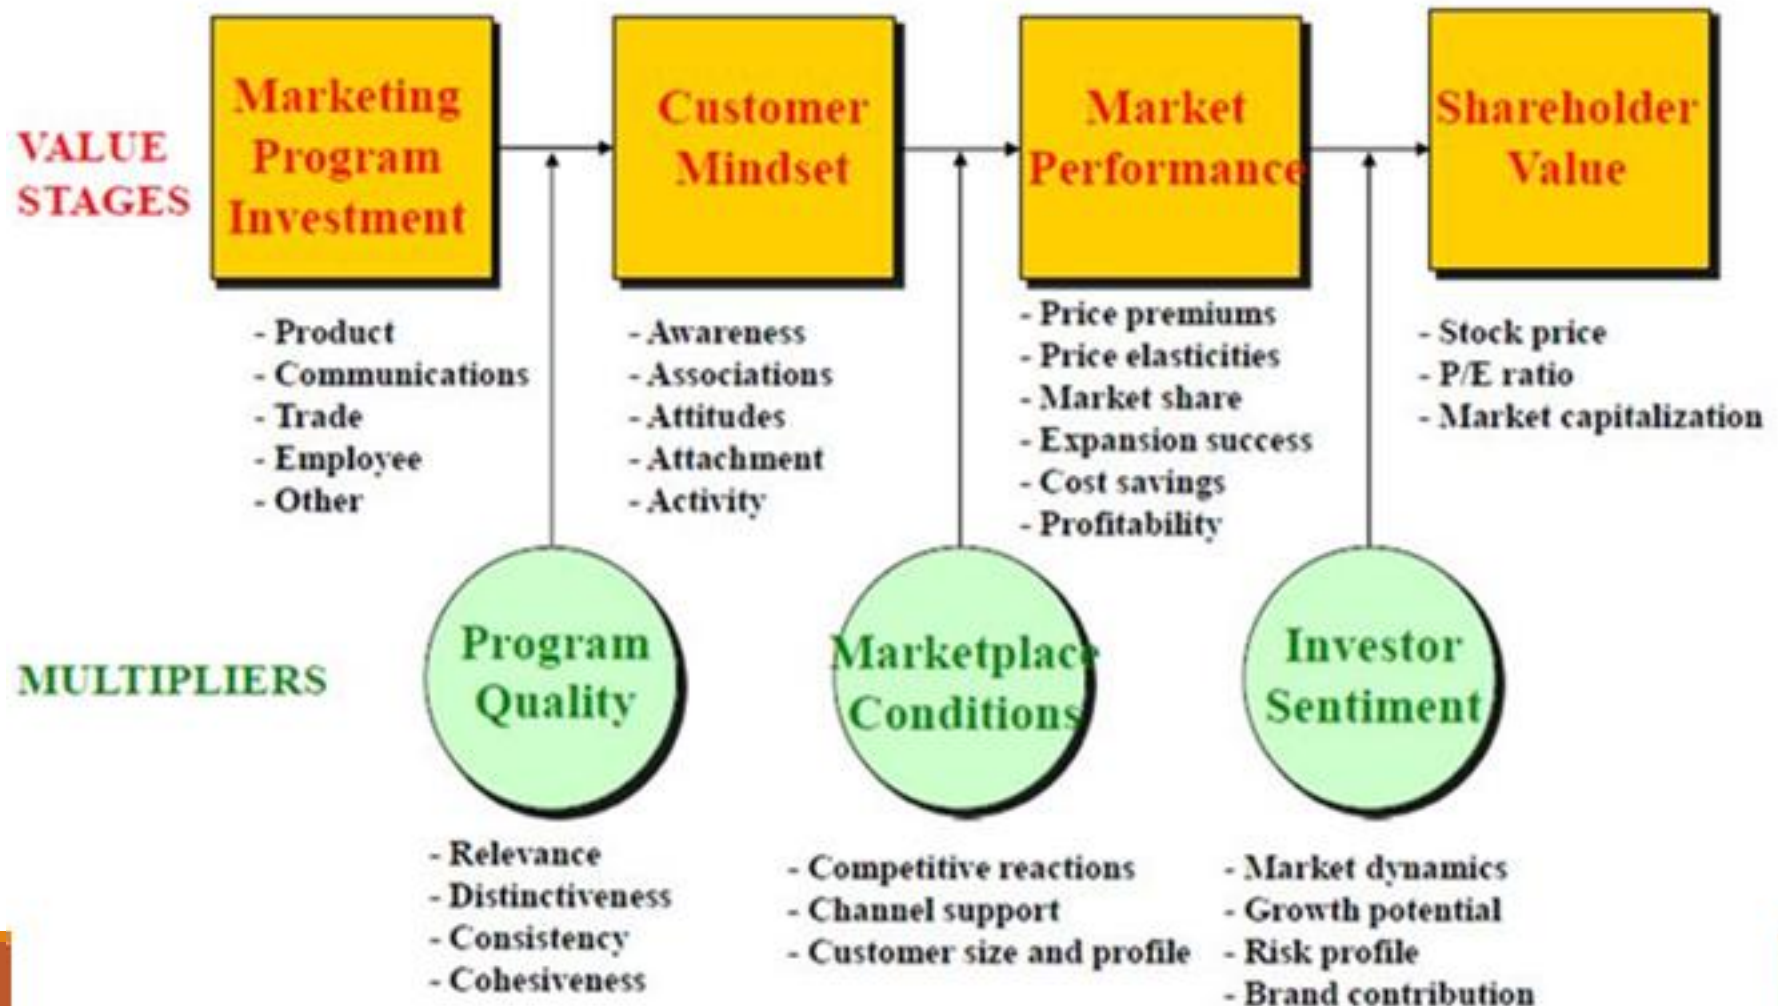 Marketing
Program
Investment
Customer
Mindset
Market
Performance
Shareholder
Value
VALUE
STAGES
- Product
- Communications
- Trade
- Employee
- Other
- Awareness
- Associations
- Attitudes
- Attachment
- Activity
- Price premiums
- Price elasticities
- Market share
- Expansion success
- Cost savings
- Profitability
- Stock price
- P/E ratio
- Market capitalization
MULTIPLIERS
Program
Quality
Marketplace
Conditions
Investor
Sentiment
- Relevance
- Distinctiveness
- Consistency
- Cohesiveness
- Competitive reactions
- Channel support
- Customer size and profile
- Market dynamics
- Growth potential
- Risk profile
- Brand contribution